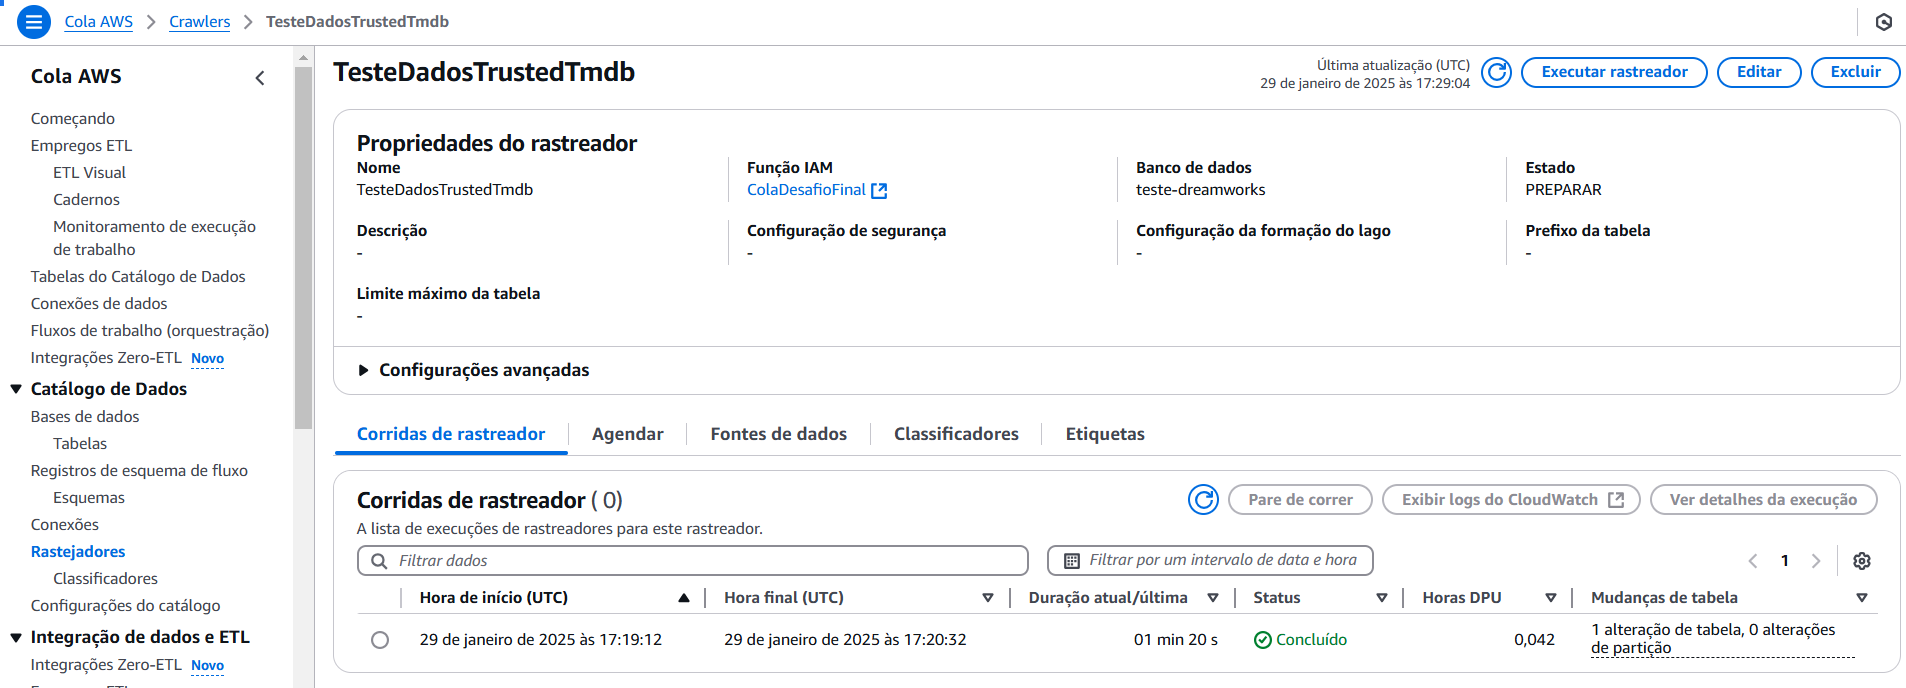 Cola AWS
Crawlers
TesteDadosTrustedTmdb
Cola AWS
Começando
Empregos ETL
ETL Visual
Cadernos
Monitoramento de execução
de trabalho
Tabelas do Catálogo de Dados
Conexões de dados
Fluxos de trabalho (orquestração)
Integrações Zero-ETL Novo
Catálogo de Dados
Bases de dados
Tabelas
Registros de esquema de fluxo
Esquemas
Conexões
Rastejadores
Classificadores
Configurações do catálogo
Integração de dados e ETL
Integrações Zero-ETL Novo
TesteDadosTrustedTmdb
Última atualização (UTC)
29 de janeiro de 2025 às 17:29:04
Executar rastreador
Editar
Excluir
Propriedades do rastreador
Nome
TesteDadosTrustedTmdb
Função IAM
ColaDesafioFinal
Banco de dados
teste-dreamworks
Estado
PREPARAR
Descrição
-
Configuração de segurança
-
Configuração da formação do lago
-
Prefixo da tabela
-
Limite máximo da tabela
-
Configurações avançadas
Corridas de rastreador
Agendar
Fontes de dados
Classificadores
Etiquetas
Corridas de rastreador ( 0)
A lista de execuções de rastreadores para este rastreador.
Pare de correr
Exibir logs do CloudWatch
Ver detalhes da execução
Filtrar dados
Filtrar por um intervalo de data e hora
1
Hora de início (UTC)
Hora final (UTC)
Duração atual/última
Status
Horas DPU
Mudanças de tabela
29 de janeiro de 2025 às 17:19:12
29 de janeiro de 2025 às 17:20:32
01 min 20 s
Concluído
0,042
1 alteração de tabela, 0 alterações
de partição